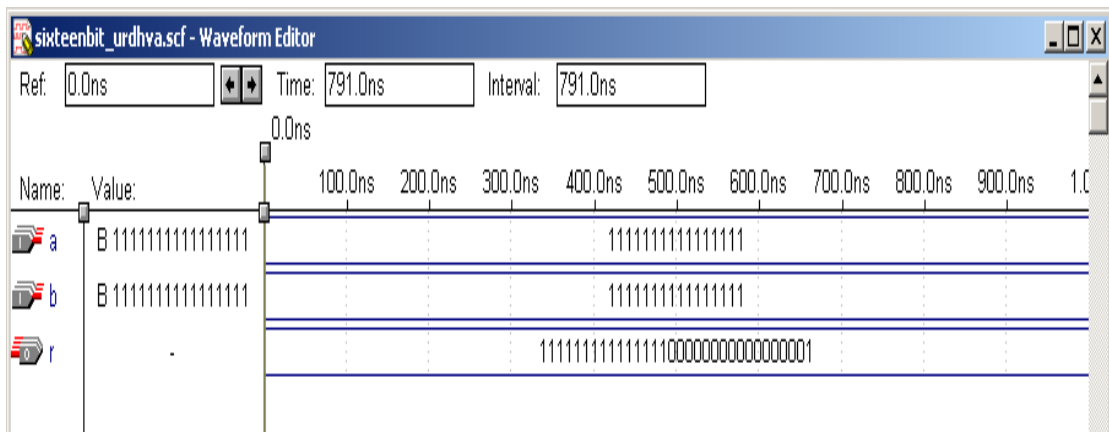 sixteenbit_urdhva.scf - Waveform Editor
Ref: 0.0ns Time: 791.0ns Interval: 791.0ns
0.0ns
Name: Value: 100.0ns 200.0ns 300.0ns 400.0ns 500.0ns 600.0ns 700.0ns 800.0ns 900.0ns 1.0
a B 1111111111111111 1111111111111111
b B 1111111111111111 1111111111111111
r - 11111111111111100000000000000001